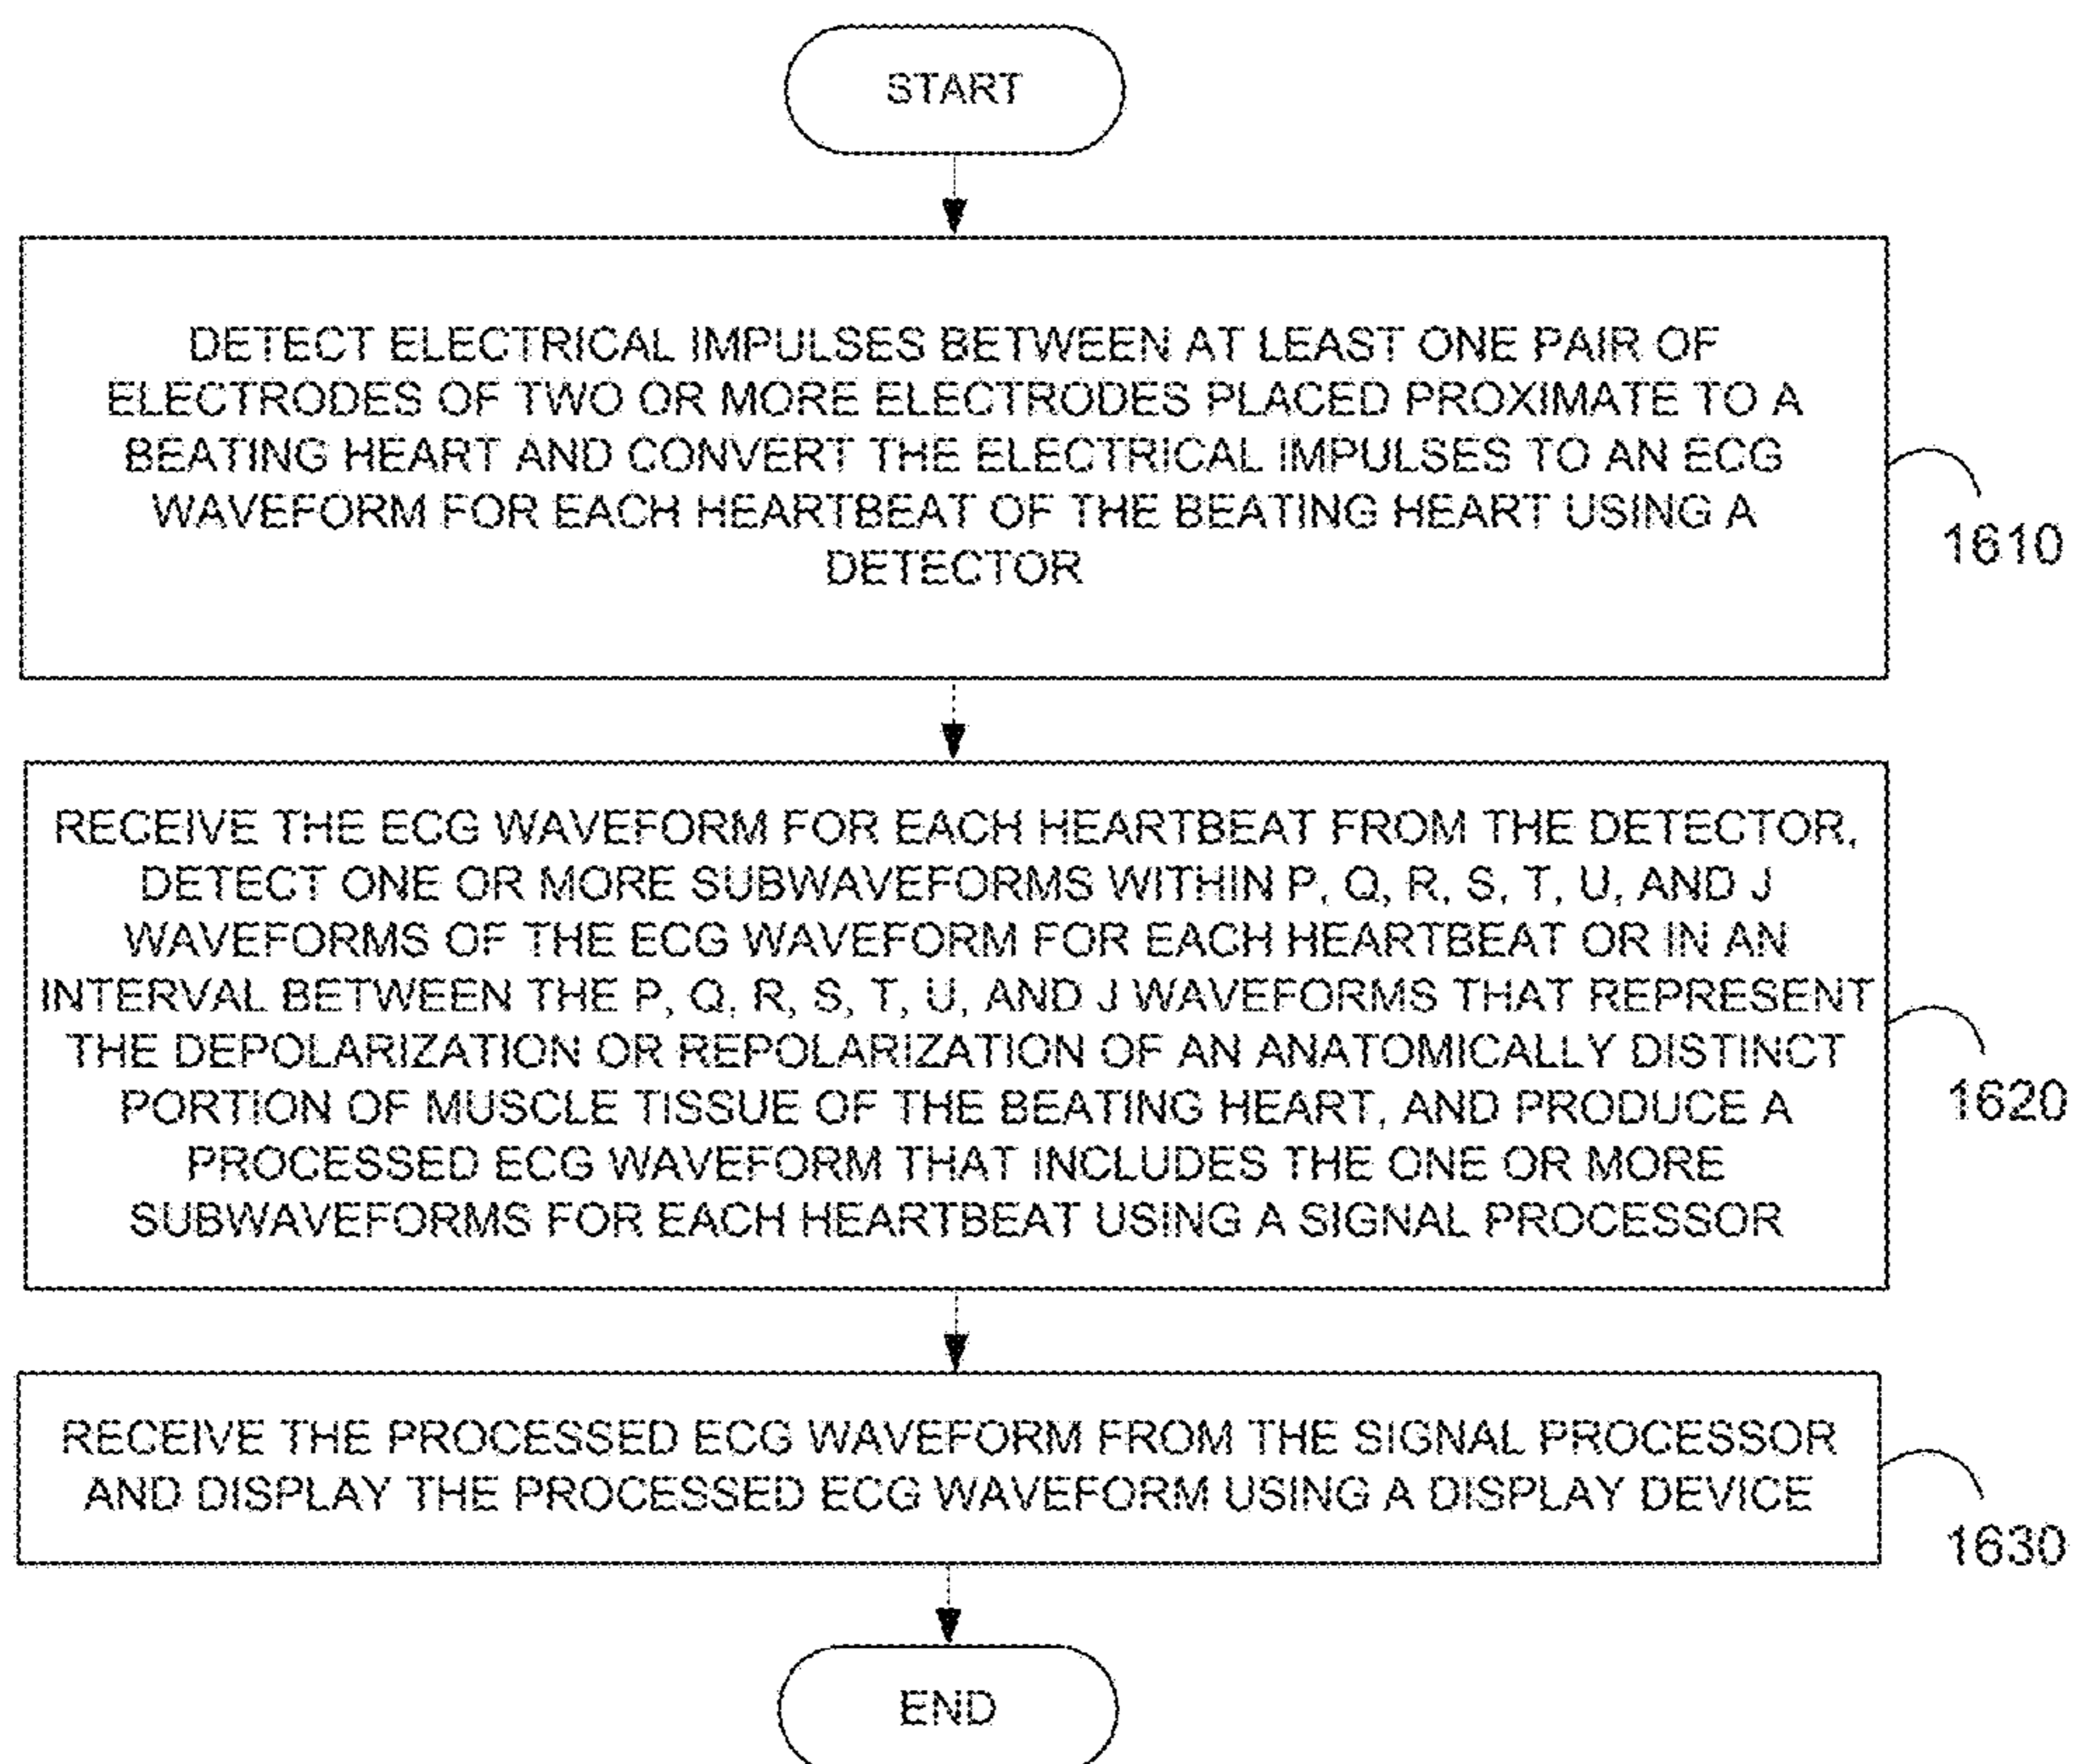 START
DETECT ELECTRICAL IMPULSES BETWEEN AT LEAST ONE PAIR OF
ELECTRODES OF TWO OR MORE ELECTRODES PLACED PROXIMATE TO A
BEATING HEART AND CONVERT THE ELECTRICAL IMPULSES TO AN ECG
WAVEFORM FOR EACH HEARTBEAT OF THE BEATING HEART USING A
DETECTOR
1610
RECEIVE THE ECG WAVEFORM FOR EACH HEARTBEAT FROM THE DETECTOR,
DETECT ONE OR MORE SUBWAVEFORMS WITHIN P, Q, R, S, T, U, AND J
WAVEFORMS OF THE ECG WAVEFORM FOR EACH HEARTBEAT OR IN AN
INTERVAL BETWEEN THE P, Q, R, S, T, U, AND J WAVEFORMS THAT REPRESENT
THE DEPOLARIZATION OR REPOLARIZATION OF AN ANATOMICALLY DISTINCT
PORTION OF MUSCLE TISSUE OF THE BEATING HEART, AND PRODUCE A
PROCESSED ECG WAVEFORM THAT INCLUDES THE ONE OR MORE
SUBWAVEFORMS FOR EACH HEARTBEAT USING A SIGNAL PROCESSOR
1620
RECEIVE THE PROCESSED ECG WAVEFORM FROM THE SIGNAL PROCESSOR
AND DISPLAY THE PROCESSED ECG WAVEFORM USING A DISPLAY DEVICE
1630
END